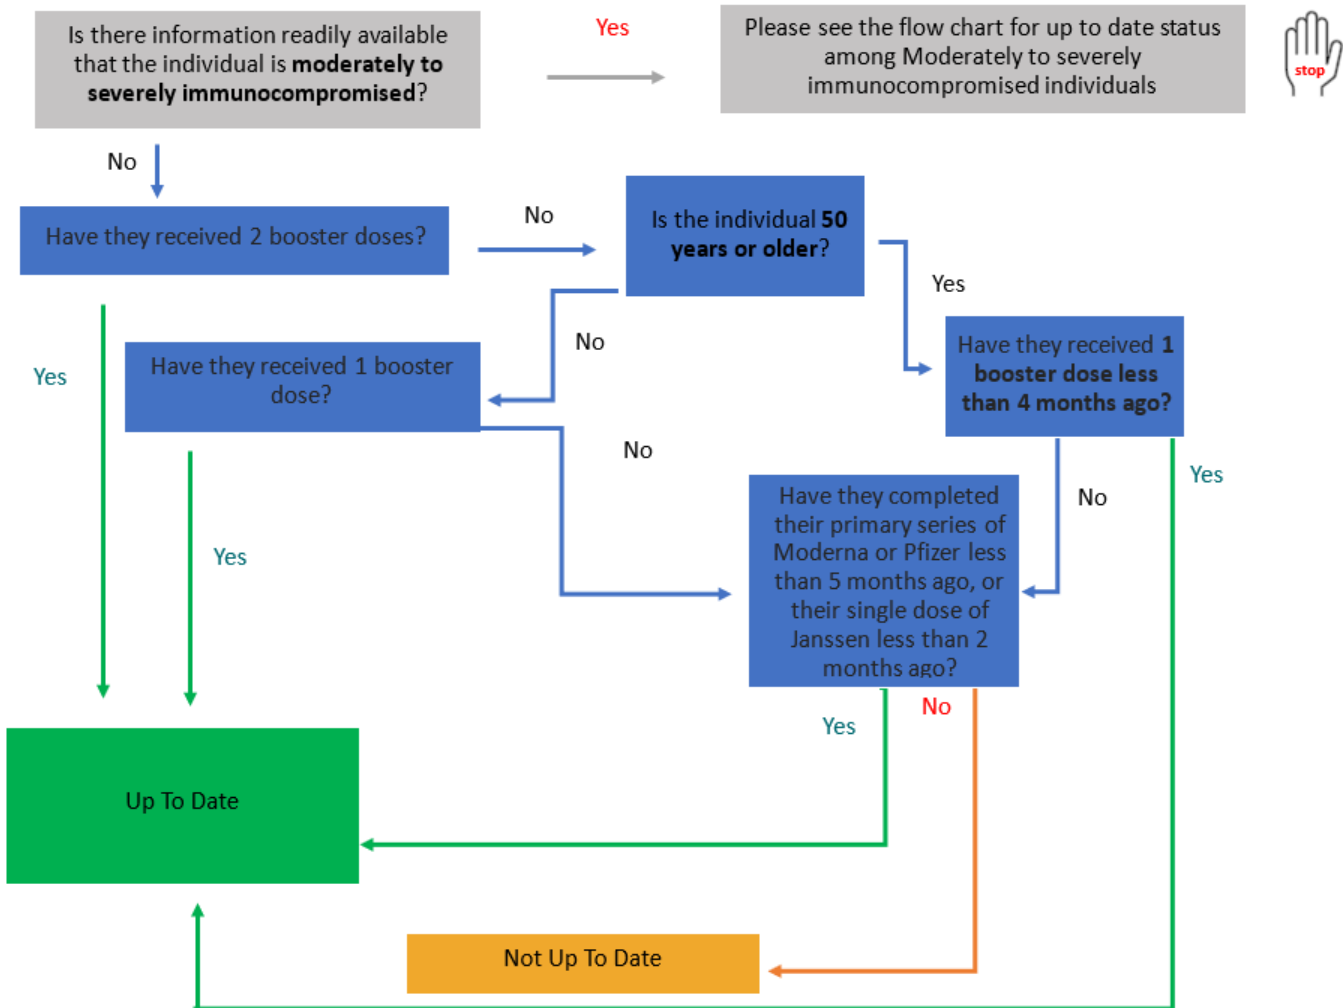 Is there information readily available
that the individual is moderately to
severely immunocompromised?
Yes
Please see the flow chart for up to date status
among Moderately to severely
immunocompromised individuals
stop
No
Have they received 2 booster doses?
No
Is the individual 50
years or older?
Yes
No
Have they received 1
booster dose less
than 4 months ago?
Have they received 1 booster
dose?
Yes
No
Yes
No
Have they completed
their primary series of
Moderna or Pfizer less
than 5 months ago, or
their single dose of
Janssen less than 2
months ago?
Yes
Yes
No
Up To Date
Not Up To Date